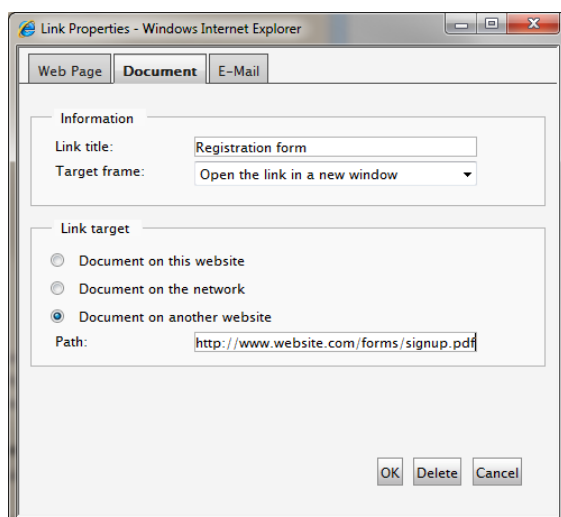 Link Properties - Windows Internet Explorer
Web Page Document E-Mail
Information
Link title: Registration form
Target frame: Open the link in a new window
Link target
Document on this website
Document on the network
Document on another website
Path: http://www.website.com/forms/signup.pdf
OK Delete Cancel